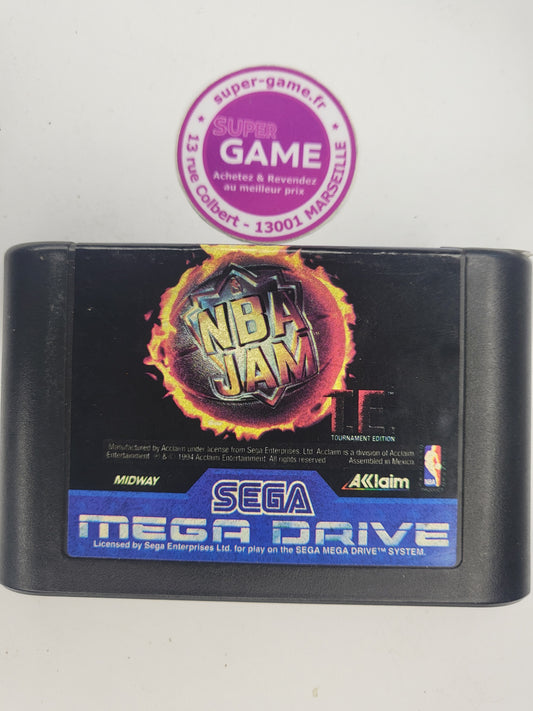 ★ super-game.fr ★
SUPER
GAME
Achetez & Revendez
au meilleur prix
13 rue Colbert - 13001 MARSEILLE
NBA
JAM
T.E.
TOURNAMENT EDITION
Manufactured by Acclaim under license from Sega Enterprises, Ltd. Acclaim is a division of Acclaim
Entertainment ℗ & © 1994 Acclaim Entertainment. All rights reserved. Assembled in Mexico.
MIDWAY
AKklaim
NBA
SEGA
MEGA DRIVE
Licensed by Sega Enterprises Ltd. for play on the SEGA MEGA DRIVE™ SYSTEM.